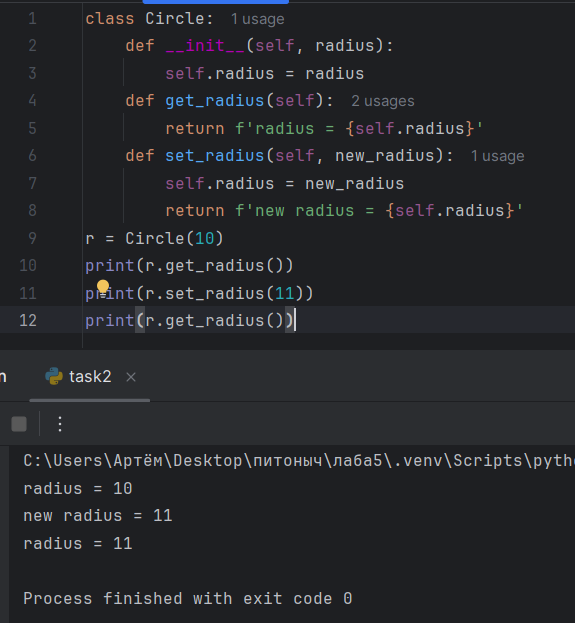 1 class Circle: 1 usage
2     def __init__(self, radius):
3         self.radius = radius
4     def get_radius(self): 2 usages
5         return f'radius = {self.radius}'
6     def set_radius(self, new_radius): 1 usage
7         self.radius = new_radius
8         return f'new radius = {self.radius}'
9 r = Circle(10)
10 print(r.get_radius())
11 print(r.set_radius(11))
12 print(r.get_radius())
task2
C:\Users\Артём\Desktop\питоныч\лаба5\.venv\Scripts\pytho
radius = 10
new radius = 11
radius = 11
Process finished with exit code 0